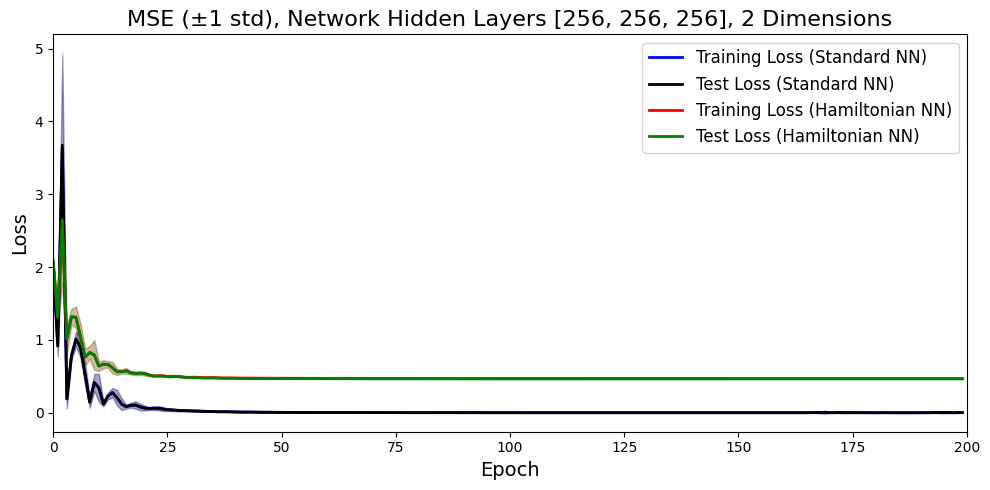 MSE (±1 std), Network Hidden Layers [256, 256, 256], 2 Dimensions
Training Loss (Standard NN)
Test Loss (Standard NN)
Training Loss (Hamiltonian NN)
Test Loss (Hamiltonian NN)
Loss
5
4
3
2
1
0
0 25 50 75 100 125 150 175 200
Epoch